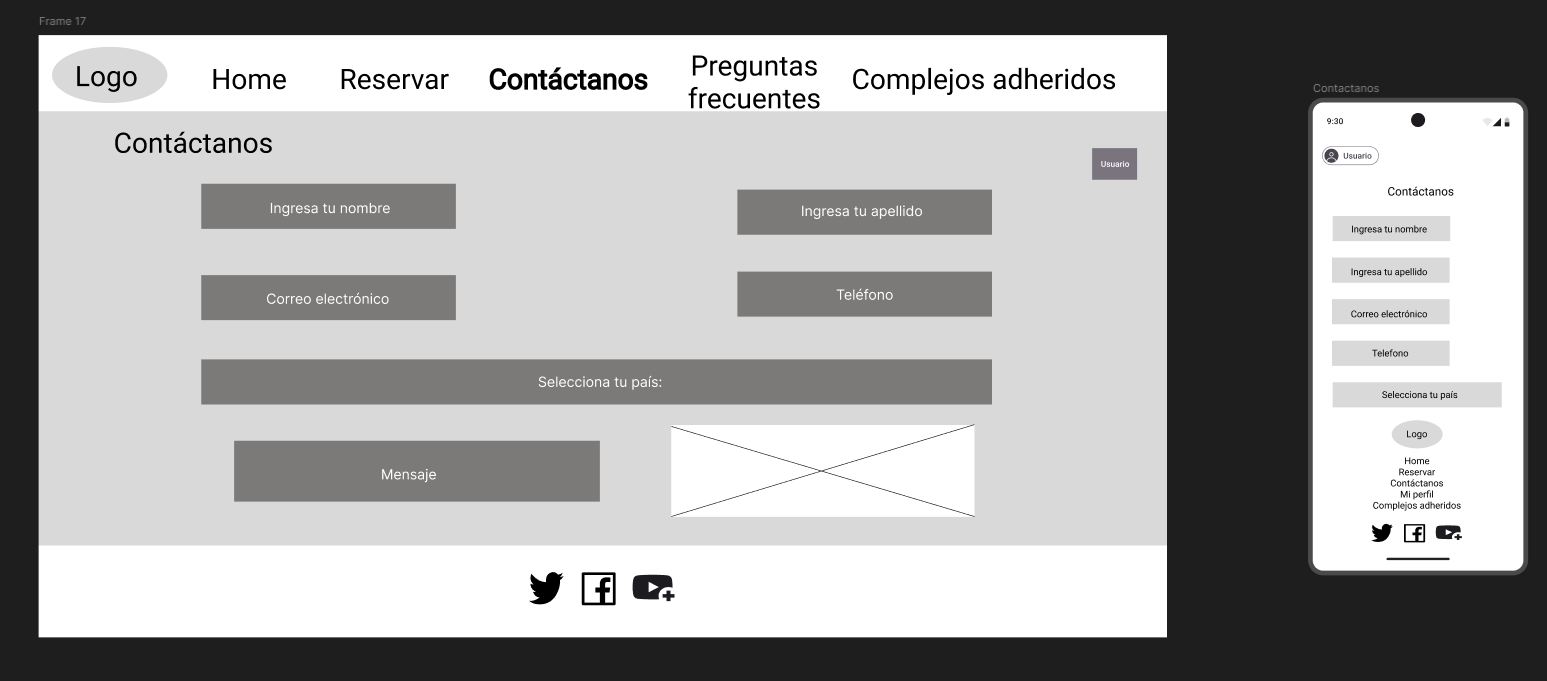 Frame 17
Logo
Home
Reservar
Contáctanos
Preguntas
frecuentes
Complejos adheridos
Contáctanos
Usuario
Ingresa tu nombre
Ingresa tu apellido
Correo electrónico
Teléfono
Selecciona tu país:
Mensaje
Contactanos
9:30
Usuario
Contáctanos
Ingresa tu nombre
Ingresa tu apellido
Correo electrónico
Telefono
Selecciona tu país
Logo
Home
Reservar
Contáctanos
Mi perfil
Complejos adheridos